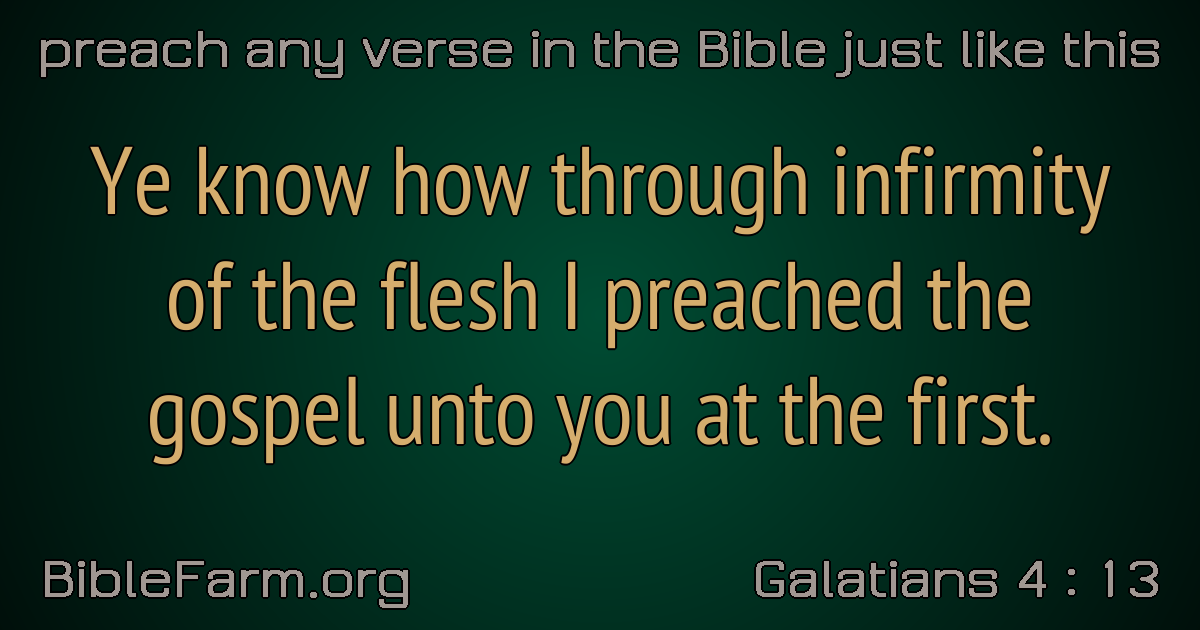 preach any verse in the Bible just like this
Ye know how through infirmity
of the flesh I preached the
gospel unto you at the first.
BibleFarm.org
Galatians 4 : 13